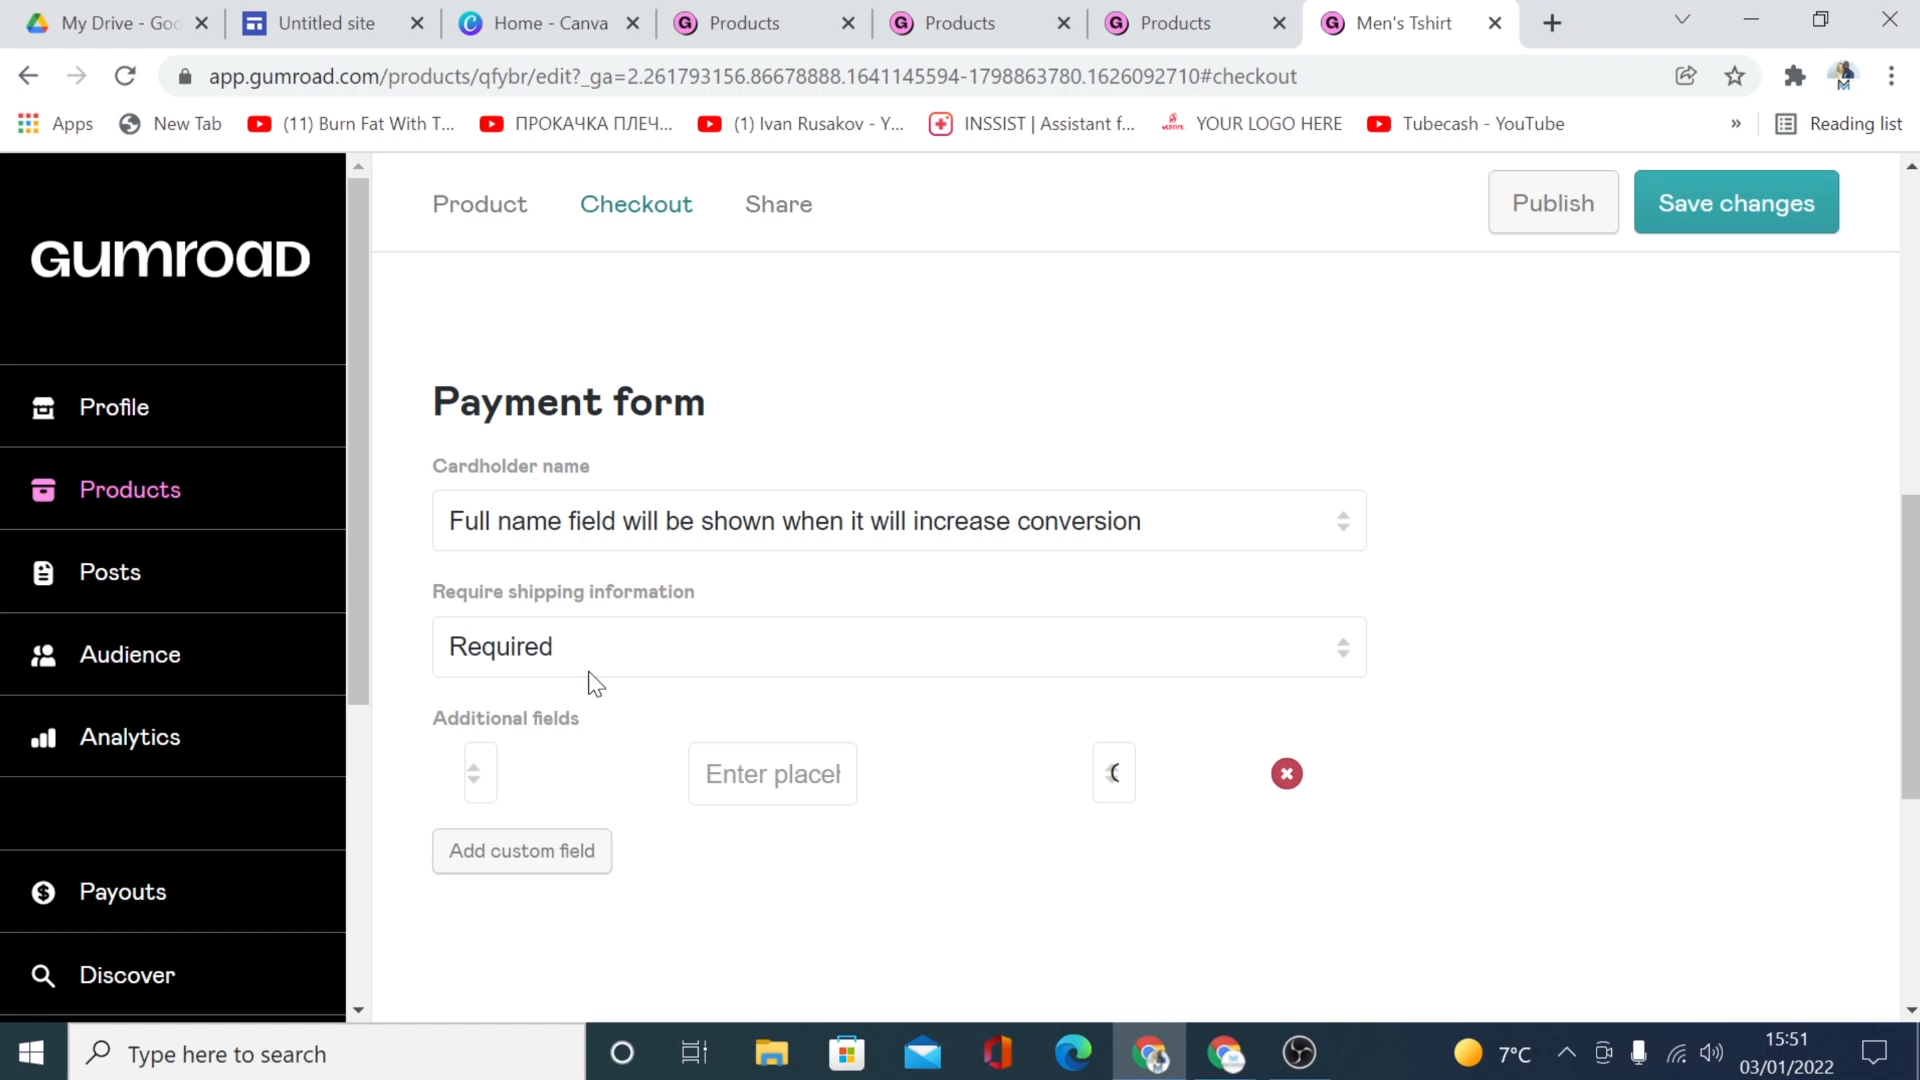 My Drive - Goo
Untitled site
Home - Canva
Products
Products
Products
Men's Tshirt
app.gumroad.com/products/qfybr/edit?_ga=2.261793156.86678888.1641145594-1798863780.1626092710#checkout
Apps
New Tab
(11) Burn Fat With T...
ПРОКАЧКА ПЛЕЧ...
(1) Ivan Rusakov - Y...
INSSIST | Assistant f...
YOUR LOGO HERE
Tubecash - YouTube
»
Reading list
GUMROAD
Profile
Products
Posts
Audience
Analytics
Payouts
Discover
Product
Checkout
Share
Publish
Save changes
Payment form
Cardholder name
Full name field will be shown when it will increase conversion
Require shipping information
Required
Additional fields
Enter placeh
Add custom field
Type here to search
7°C
15:51
03/01/2022